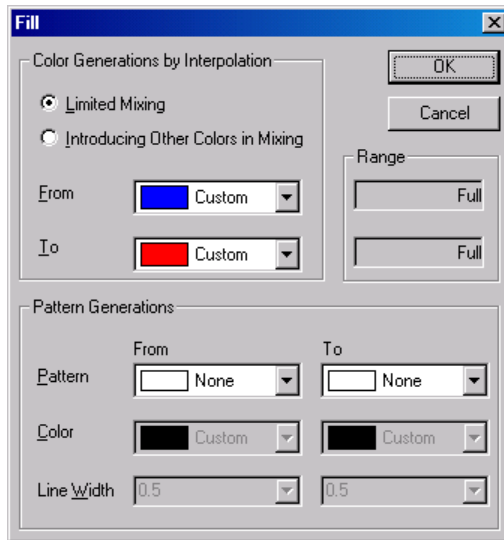 Fill
Color Generations by Interpolation
Limited Mixing
Introducing Other Colors in Mixing
From Custom
To Custom
OK
Cancel
Range
Full
Full
Pattern Generations
From To
Pattern None None
Color Custom Custom
Line Width 0.5 0.5